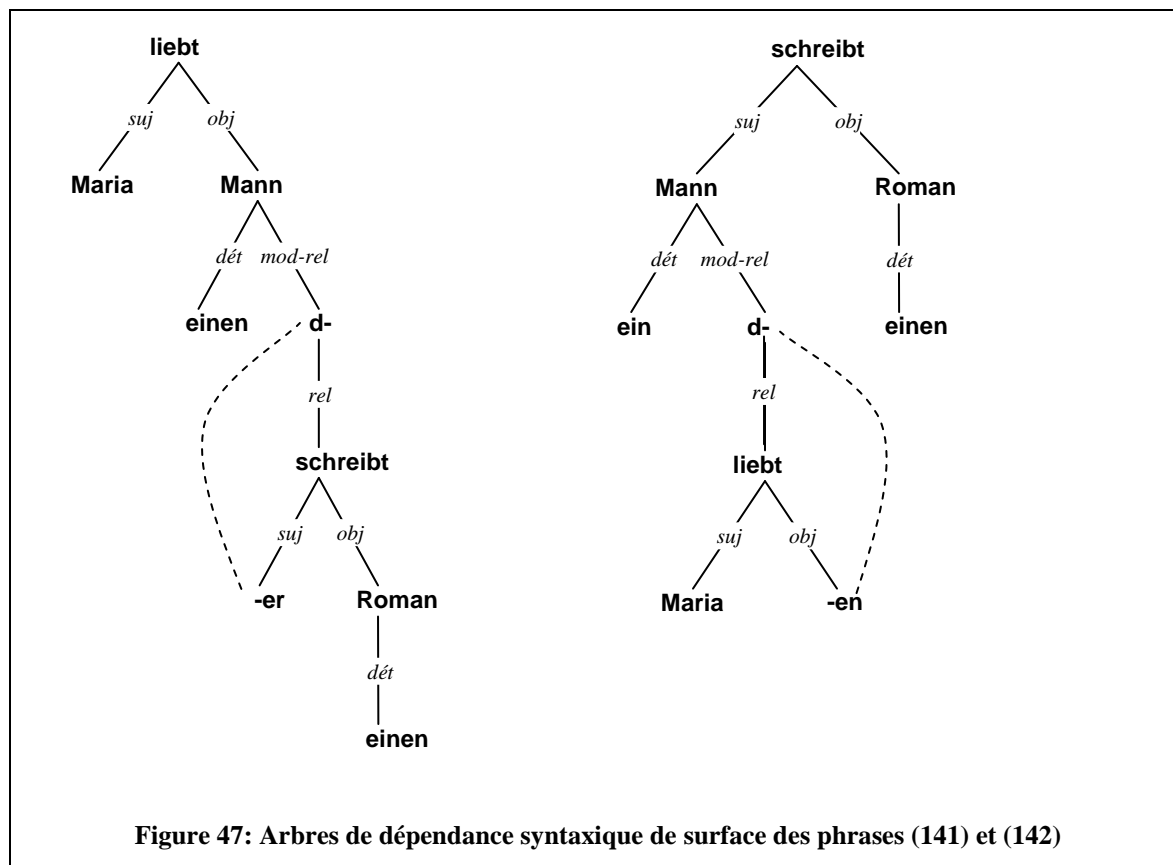 liebt
suj obj
Maria Mann
dét mod-rel
einen d-
rel
schreibt
suj obj
-er Roman
dét
einen
schreibt
suj obj
Mann Roman
dét mod-rel dét
ein d- einen
rel
liebt
suj obj
Maria -en
Figure 47: Arbres de dépendance syntaxique de surface des phrases (141) et (142)